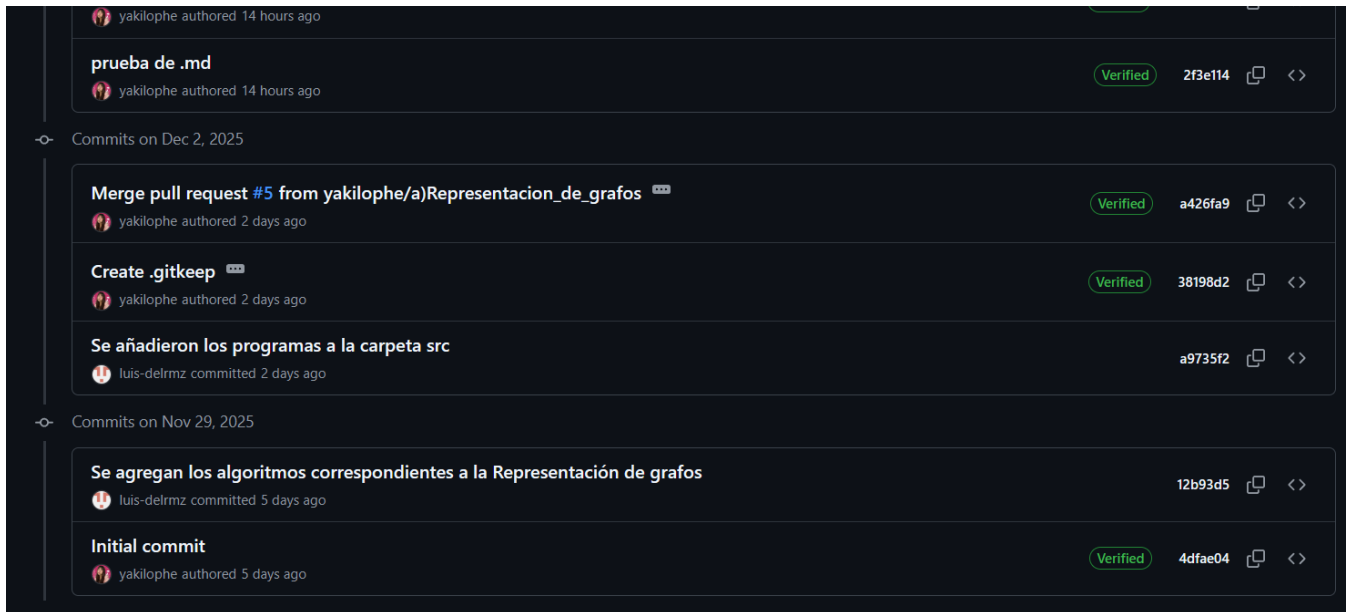 yakilophe authored 14 hours ago
prueba de .md
yakilophe authored 14 hours ago
Verified 2f3e114
Commits on Dec 2, 2025
Merge pull request #5 from yakilophe/a)Representacion_de_grafos
yakilophe authored 2 days ago
Verified a426fa9
Create .gitkeep
yakilophe authored 2 days ago
Verified 38198d2
Se añadieron los programas a la carpeta src
luis-delrmz committed 2 days ago
a9735f2
Commits on Nov 29, 2025
Se agregan los algoritmos correspondientes a la Representación de grafos
luis-delrmz committed 5 days ago
12b93d5
Initial commit
yakilophe authored 5 days ago
Verified 4dfae04